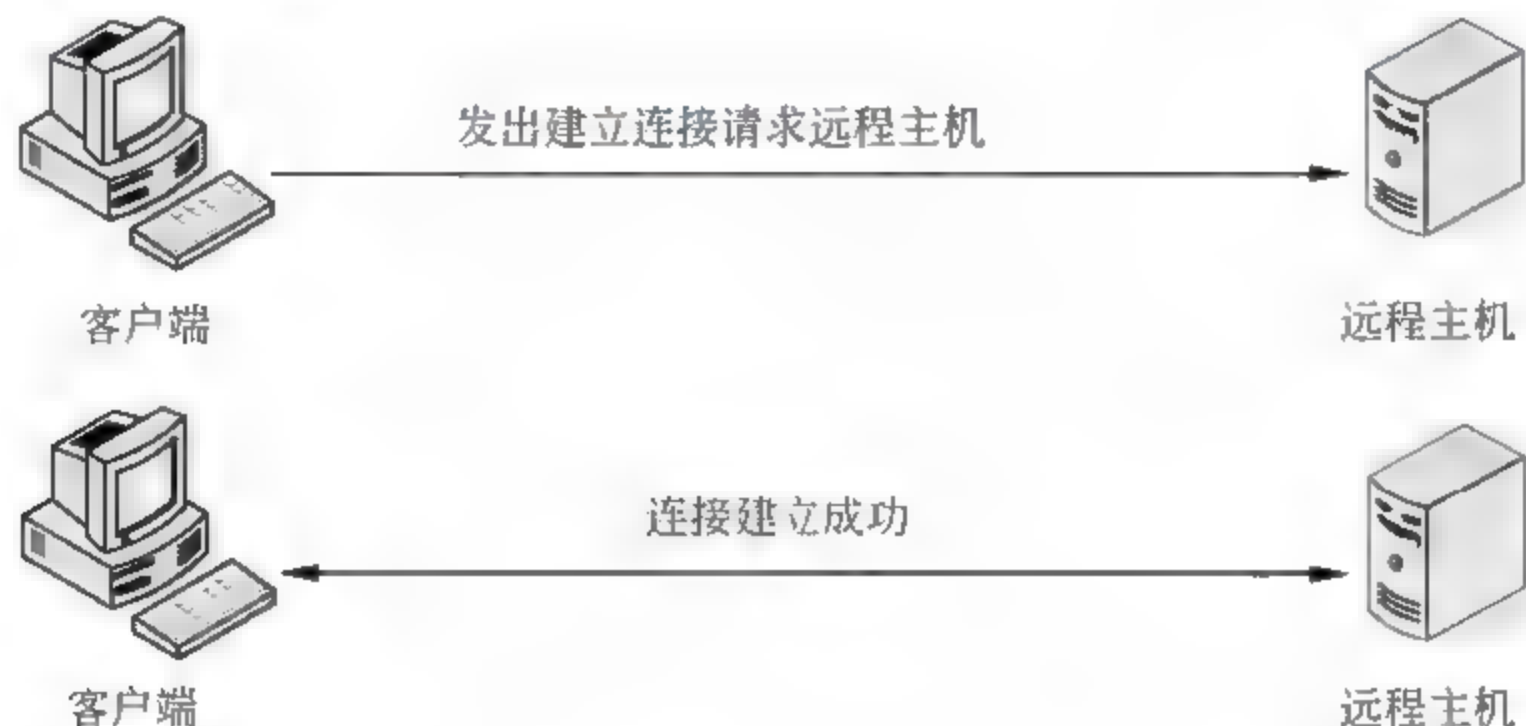 发出建立连接请求远程主机
客户端
远程主机
连接建立成功
客户端
远程主机